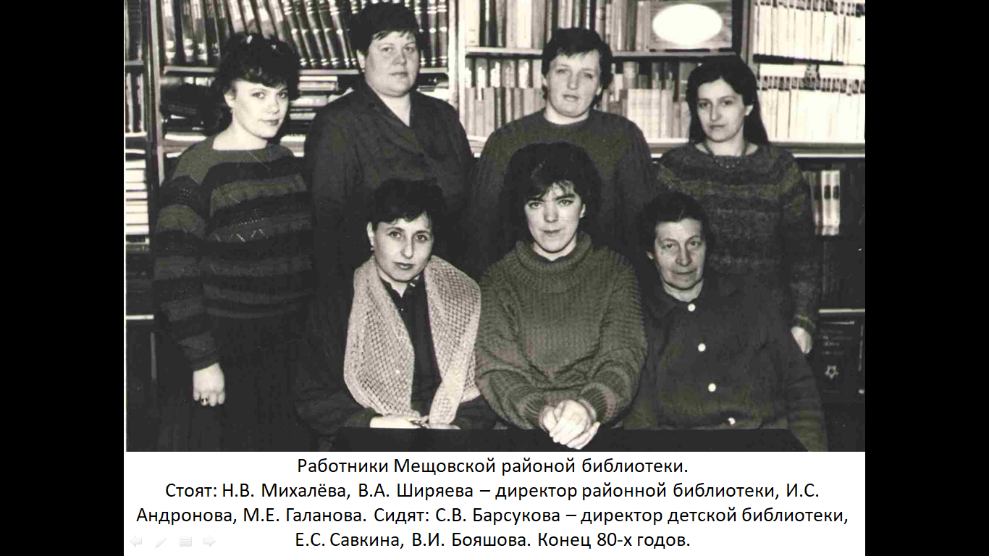 Работники Мещовской районой библиотеки.
Стоят: Н.В. Михалёва, В.А. Ширяева – директор районной библиотеки, И.С.
Андронова, М.Е. Галанова. Сидят: С.В. Барсукова – директор детской библиотеки,
Е.С. Савкина, В.И. Бояшова. Конец 80-х годов.